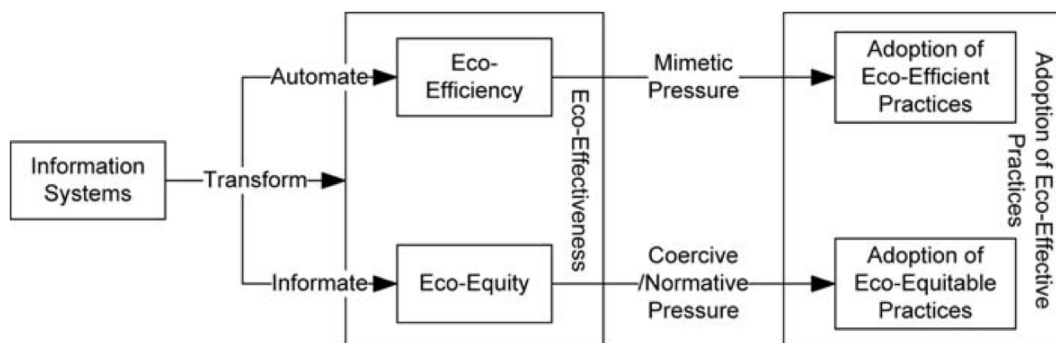 Information
Systems
Automate
Transform
Informate
Eco-
Efficiency
Eco-Equity
Eco-Effectiveness
Mimetic
Pressure
Coercive
/Normative
Pressure
Adoption of
Eco-Efficient
Practices
Adoption of
Eco-Equitable
Practices
Adoption of Eco-Effective
Practices